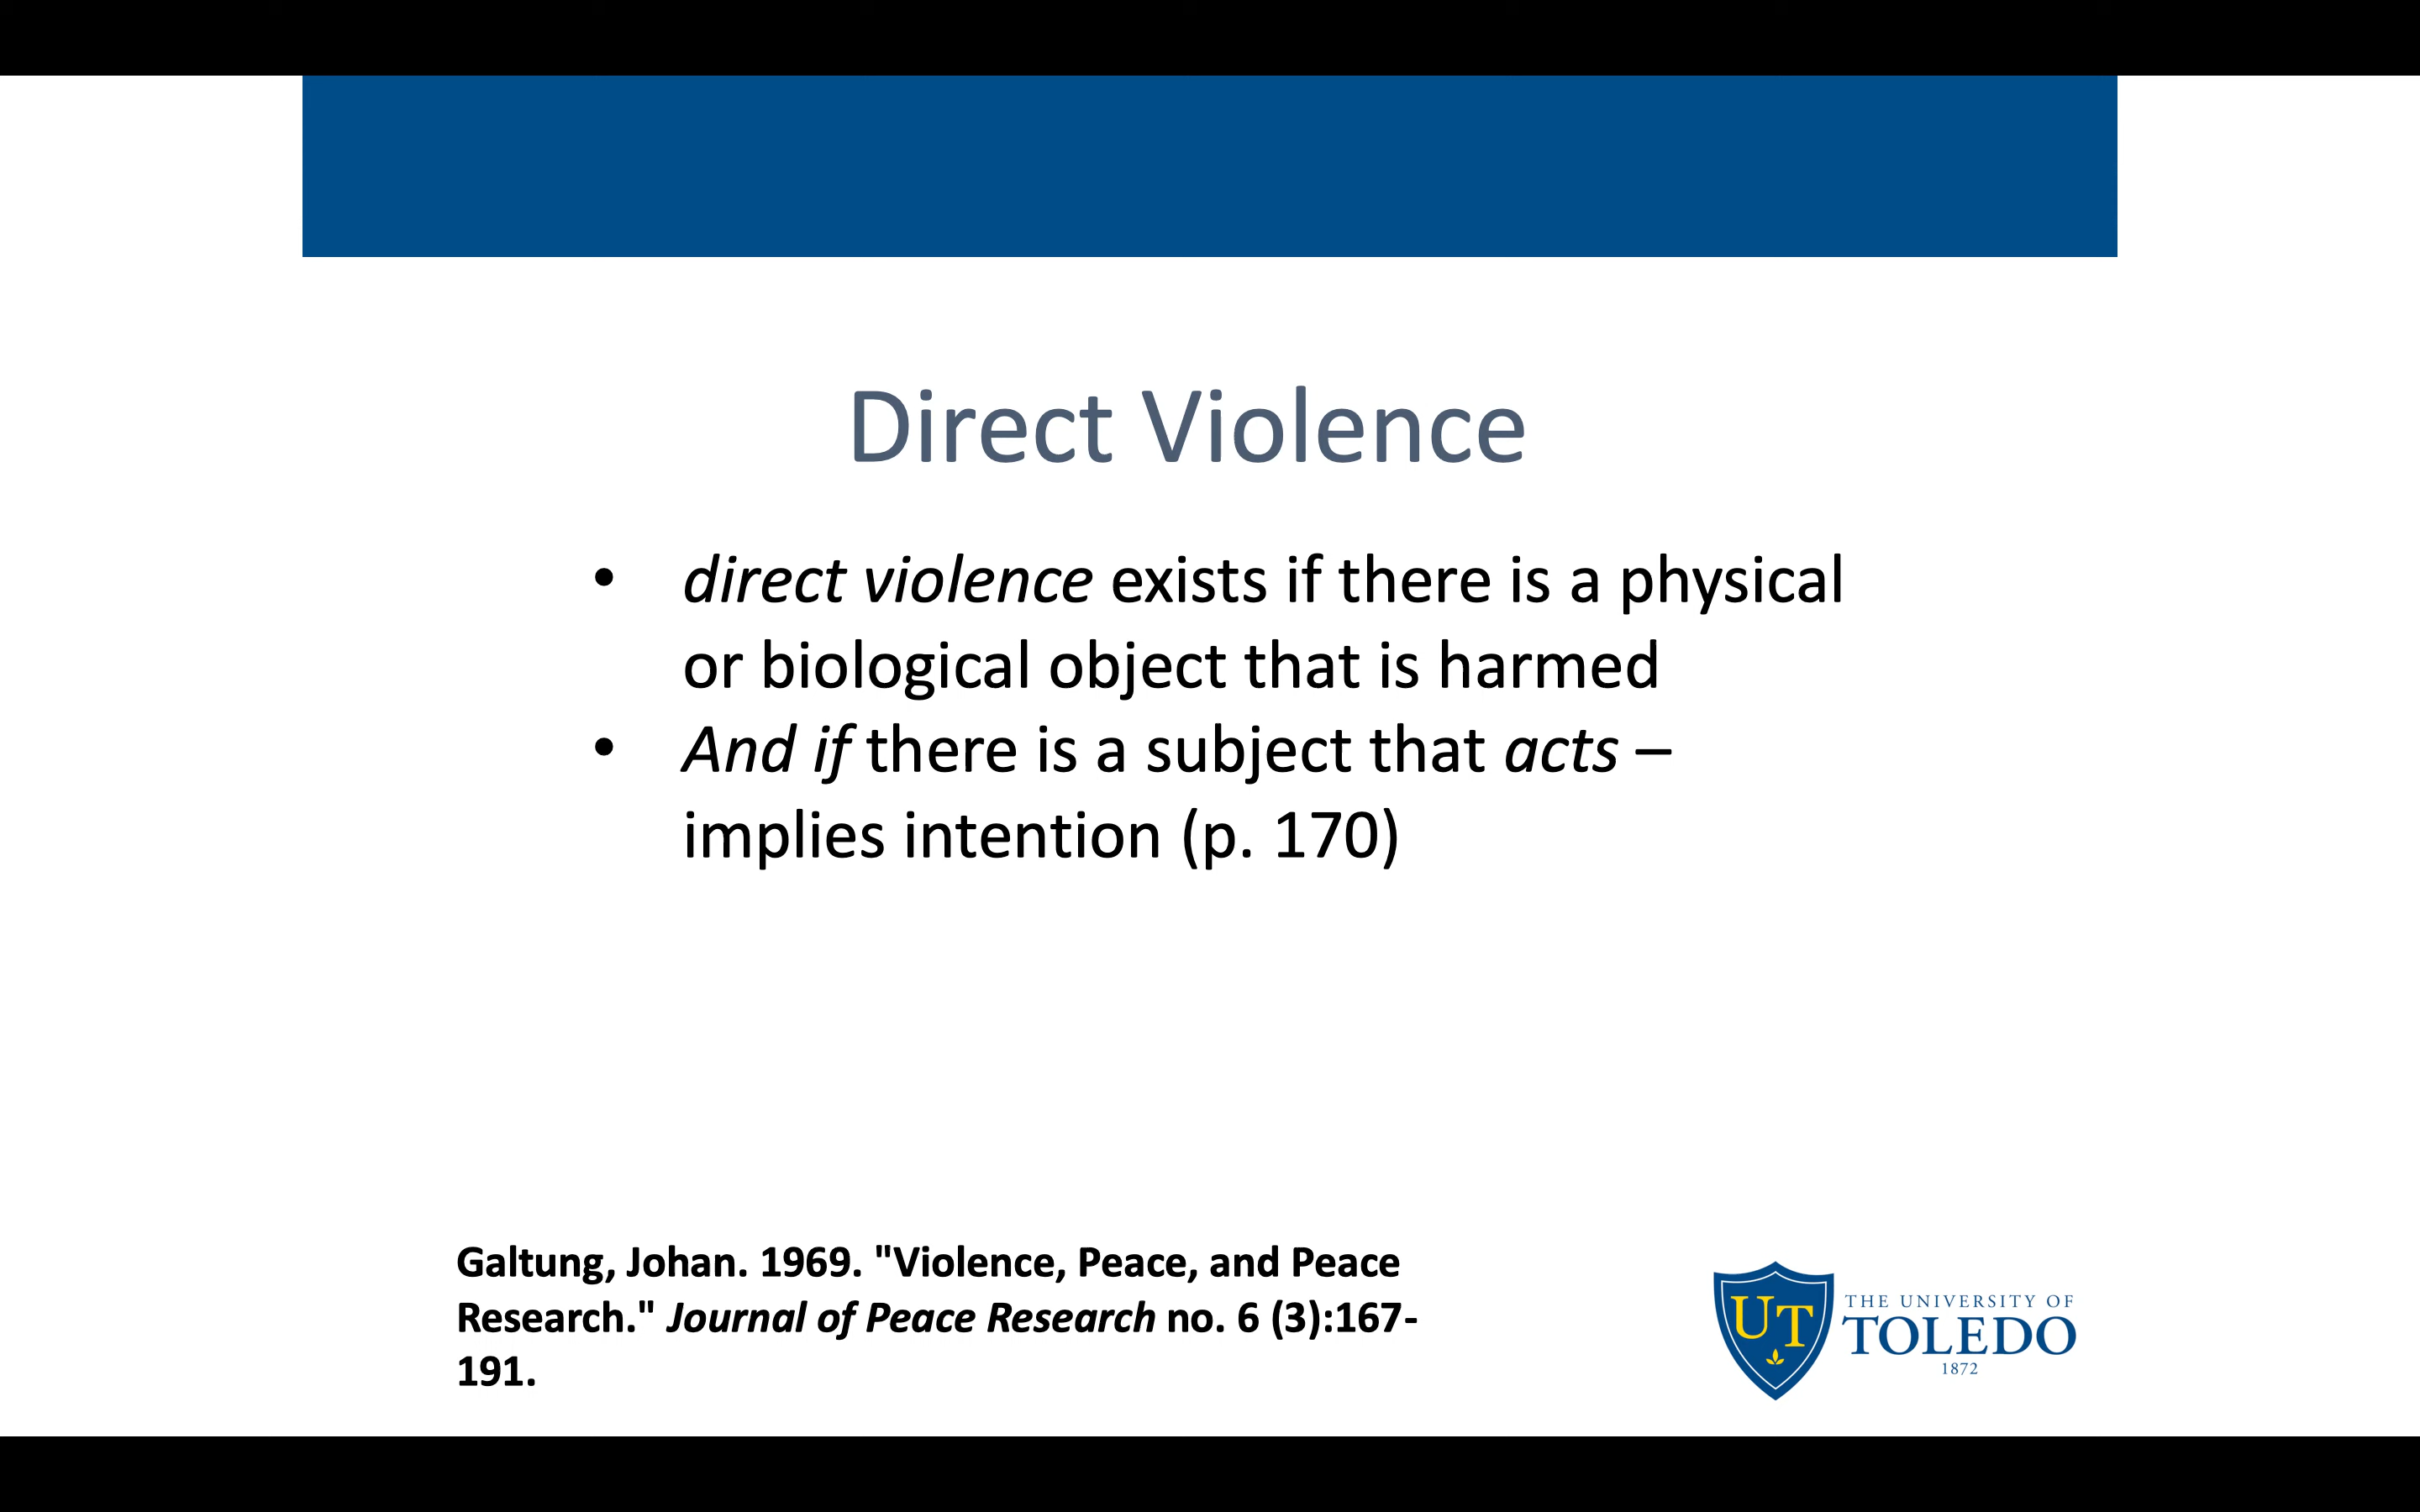 Direct Violence
• direct violence exists if there is a physical
or biological object that is harmed
• And if there is a subject that acts –
implies intention (p. 170)
Galtung, Johan. 1969. "Violence, Peace, and Peace
Research." Journal of Peace Research no. 6 (3):167-
191.
UT
THE UNIVERSITY OF
TOLEDO
1872